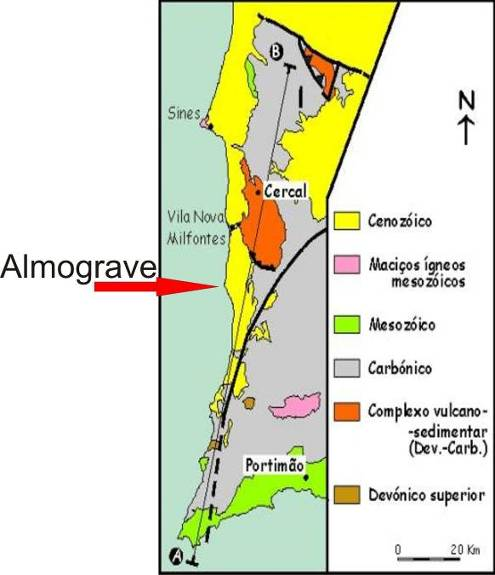 B
N
Sines
Cercal
Vila Nova
Milfontes
Almograve
Cenozóico
Maciços ígneos
mesozóicos
Mesozóico
Carbónico
Complexo vulcano-
-sedimentar
(Dev.-Carb.)
Portimão
Devónico superior
A
0 20 Km